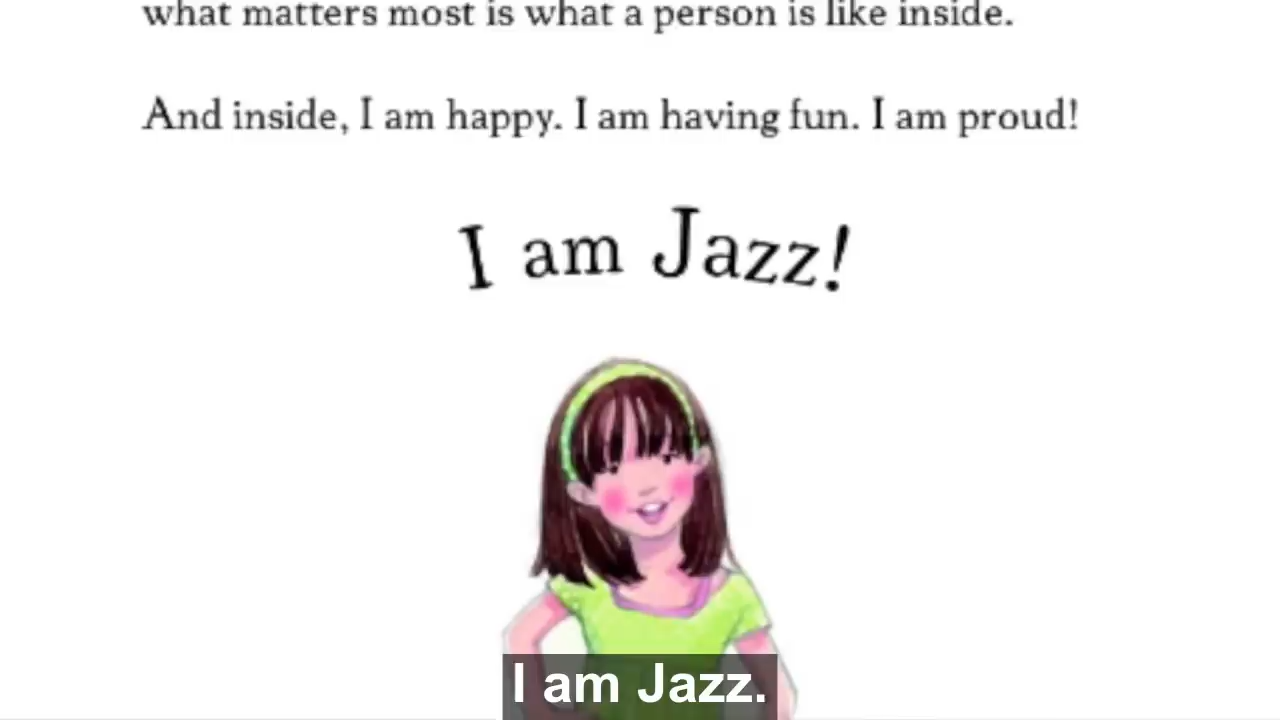 what matters most is what a person is like inside.
And inside, I am happy. I am having fun. I am proud!
I am Jazz!
I am Jazz.